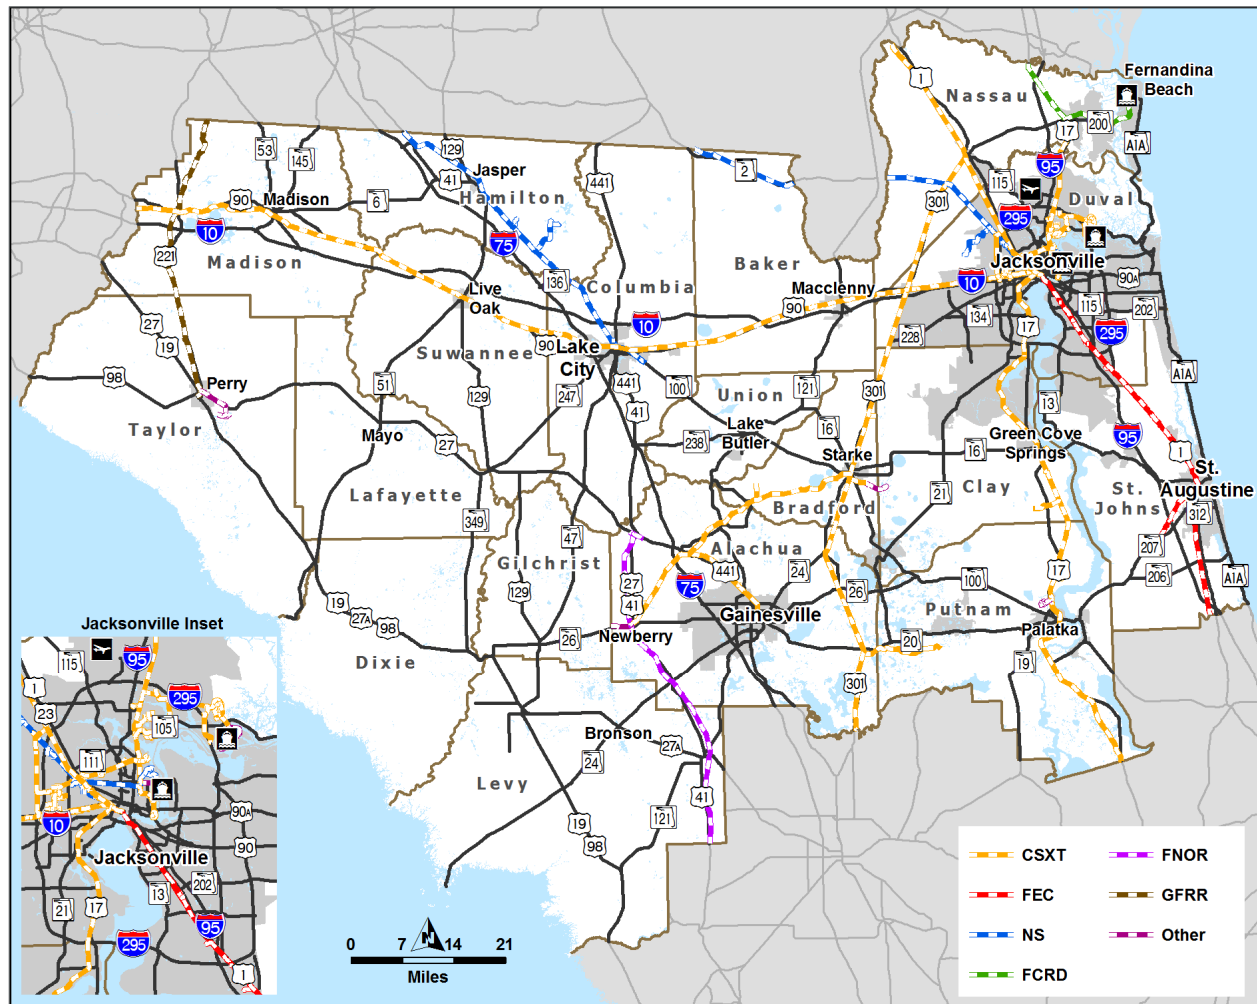 Fernandina
Beach
1
Nassau
17
200
A1A
53
145
129
Jasper
41
441
2
115
95
Duval
90
Madison
6
Hamilton
301
295
10
75
221
Madison
136
Columbia
Baker
Jacksonville
Macclenny
10
90A
Live
Oak
90
134
115
202
27
19
10
17
295
Suwannee
90
Lake
City
228
98
Perry
51
129
247
441
100
121
301
A1A
41
Union
13
Taylor
Mayo
27
238
Lake
Butler
16
Starke
16
Green Cove
Springs
95
1
St.
Augustine
Lafayette
349
Bradford
21
Clay
St.
Johns
312
47
Alachua
207
Gilchrist
441
24
206
129
27
75
26
100
17
A1A
19
27A
98
41
Gainesville
Putnam
26
Newberry
20
Palatka
Dixie
19
301
Bronson
27A
24
Levy
41
121
19
98
Jacksonville Inset
115
95
1
295
23
105
111
10
90A
90
Jacksonville
202
13
17
21
95
295
1
N
0 7 14 21
Miles
CSXT
FNOR
FEC
GFRR
NS
Other
FCRD